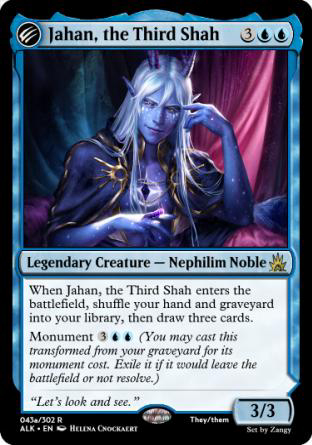 Jahan, the Third Shah 3
Legendary Creature — Nephilim Noble
When Jahan, the Third Shah enters the
battlefield, shuffle your hand and graveyard
into your library, then draw three cards.
Monument 3 (You may cast this
transformed from your graveyard for its
monument cost. Exile it if it would leave the
battlefield or not resolve.)
“Let’s look and see.”
3/3
043a/302 R They/them
ALK • EN Helena Cnockaert Set by Zangy